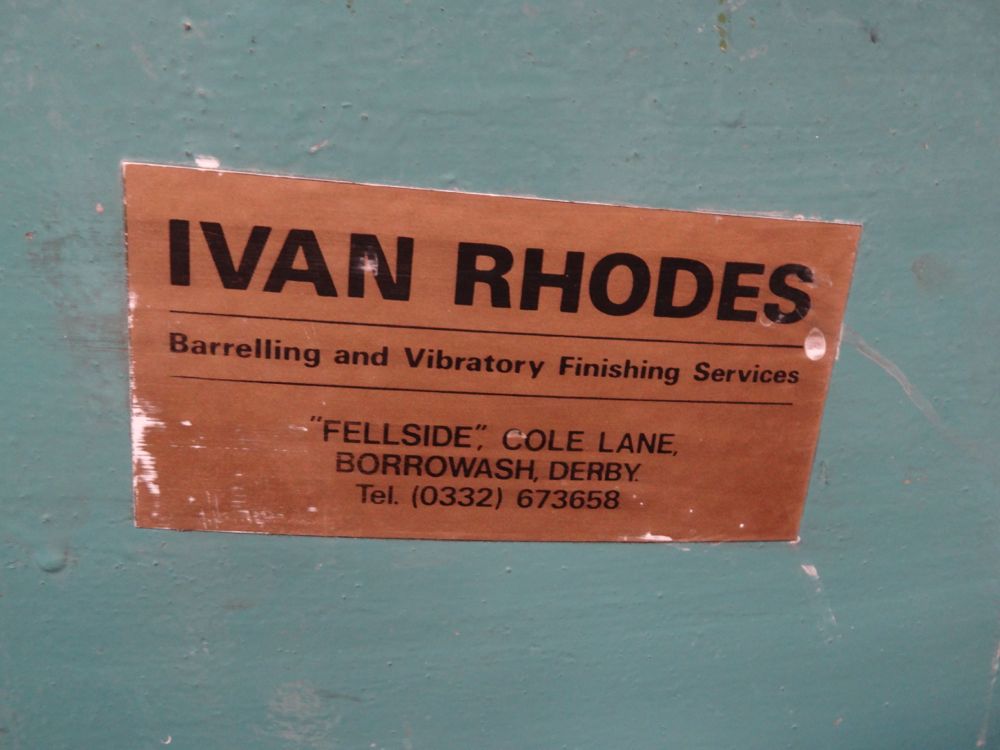 IVAN RHODES
Barrelling and Vibratory Finishing Services
"FELLSIDE", COLE LANE,
BORROWASH, DERBY.
Tel. (0332) 673658